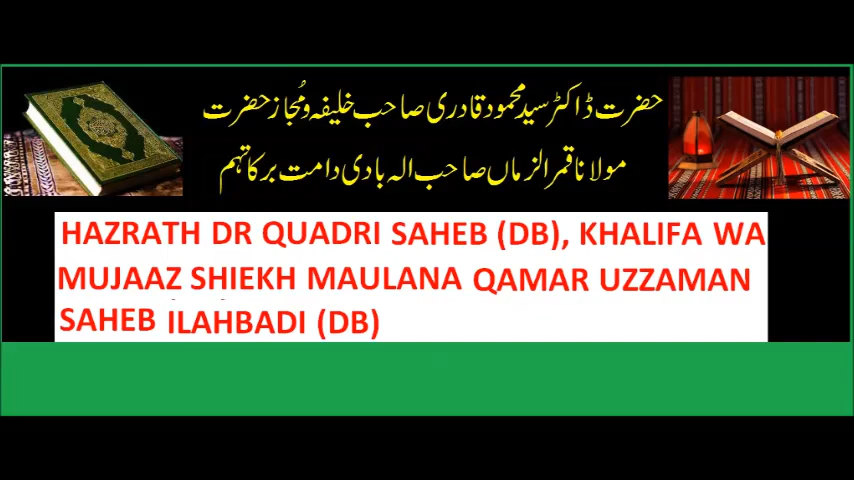 حضرت ڈاکٹر سید محمود قادری صاحب خلیفہ و مُجاز حضرت
مولانا قمر الزماں صاحب الہ بادی دامت برکاتہم
HAZRATH DR QUADRI SAHEB (DB), KHALIFA WA
MUJAAZ SHIEKH MAULANA QAMAR UZZAMAN
SAHEB ILAHBADI (DB)